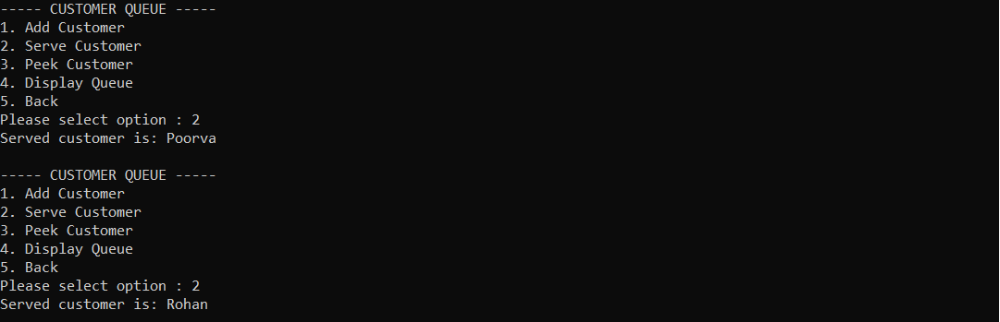 ----- CUSTOMER QUEUE -----
1. Add Customer
2. Serve Customer
3. Peek Customer
4. Display Queue
5. Back
Please select option : 2
Served customer is: Poorva

----- CUSTOMER QUEUE -----
1. Add Customer
2. Serve Customer
3. Peek Customer
4. Display Queue
5. Back
Please select option : 2
Served customer is: Rohan